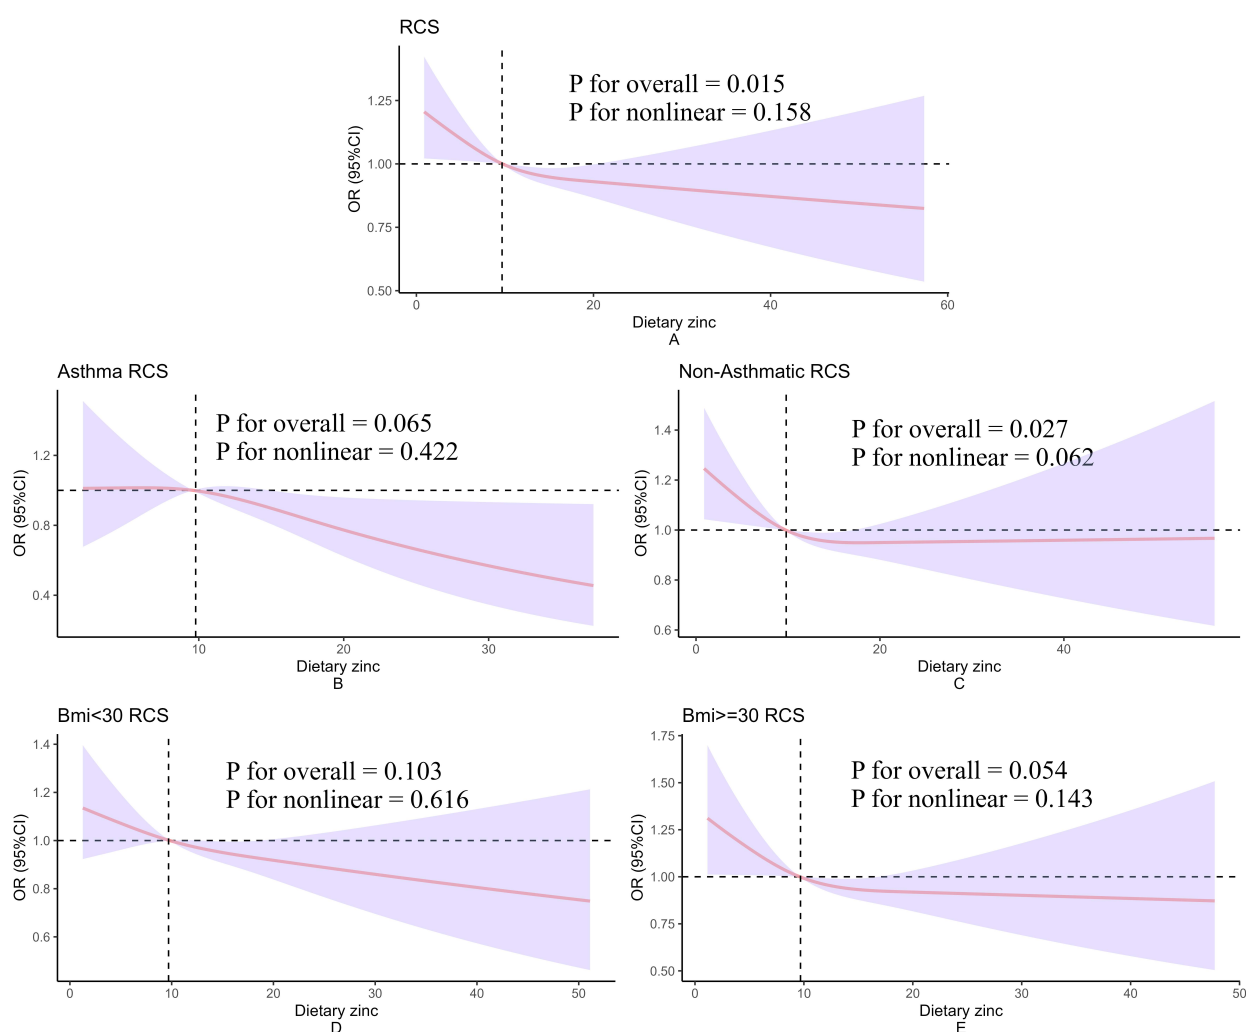 RCS
P for overall = 0.015
P for nonlinear = 0.158
OR (95%CI)
1.25
1.00
0.75
0.50
0 20 40 60
Dietary zinc
A
Asthma RCS
P for overall = 0.065
P for nonlinear = 0.422
OR (95%CI)
1.2
0.8
0.4
10 20 30
Dietary zinc
B
Non-Asthmatic RCS
P for overall = 0.027
P for nonlinear = 0.062
OR (95%CI)
1.4
1.2
1.0
0.8
0.6
0 20 40
Dietary zinc
C
Bmi<30 RCS
P for overall = 0.103
P for nonlinear = 0.616
OR (95%CI)
1.4
1.2
1.0
0.8
0.6
0 10 20 30 40 50
Dietary zinc
D
Bmi>=30 RCS
P for overall = 0.054
P for nonlinear = 0.143
OR (95%CI)
1.75
1.50
1.25
1.00
0.75
0.50
0 10 20 30 40 50
Dietary zinc
E